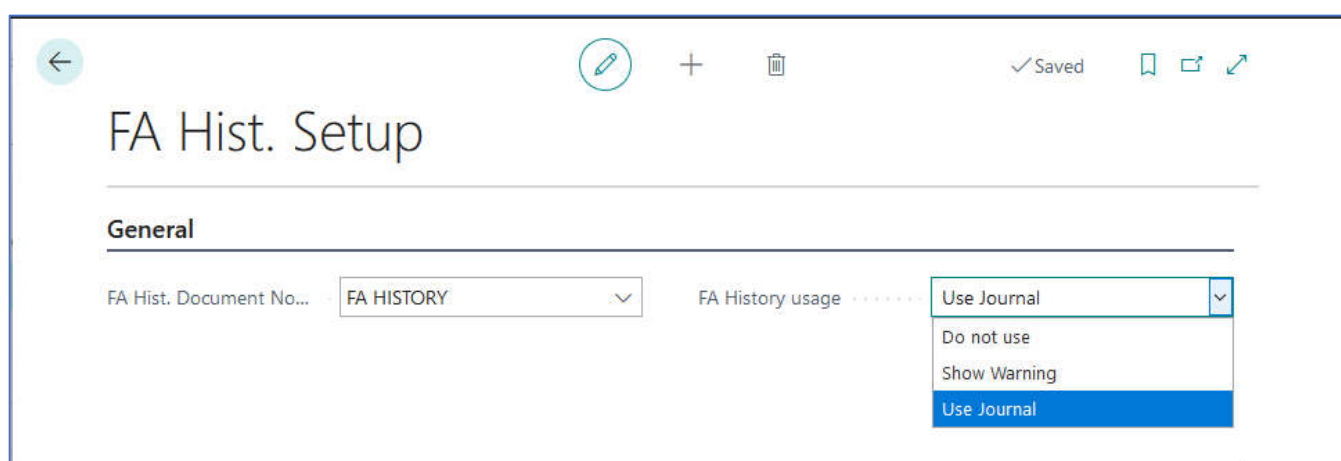 Saved
FA Hist. Setup
General
FA Hist. Document No... FA HISTORY FA History usage Use Journal
Do not use
Show Warning
Use Journal